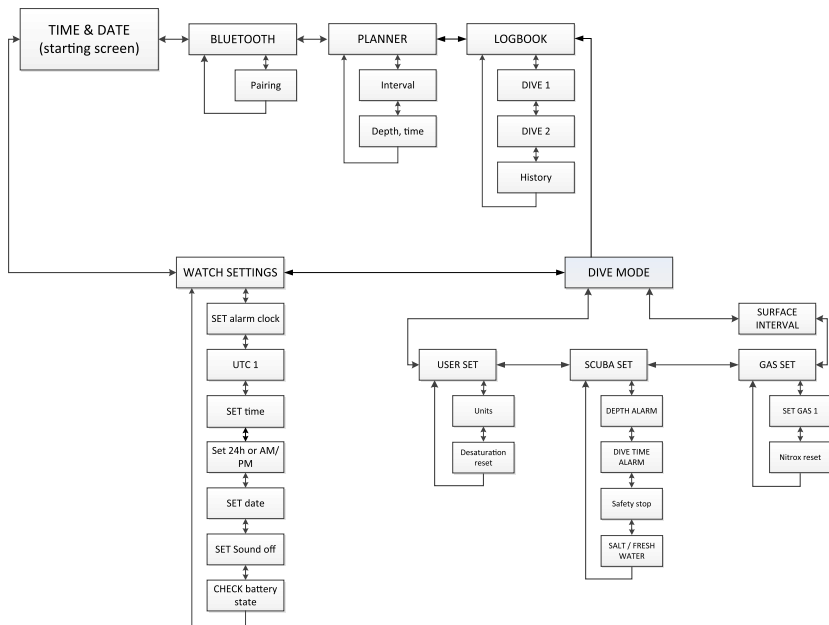 TIME & DATE
(starting screen)
BLUETOOTH
PLANNER
LOGBOOK
Pairing
Interval
DIVE 1
Depth, time
DIVE 2
History
WATCH SETTINGS
DIVE MODE
SET alarm clock
SURFACE
INTERVAL
UTC 1
USER SET
SCUBA SET
GAS SET
SET time
Units
DEPTH ALARM
SET GAS 1
Set 24h or AM/
PM
Desaturation
reset
DIVE TIME
ALARM
Nitrox reset
SET date
Safety stop
SET Sound off
SALT / FRESH
WATER
CHECK battery
state